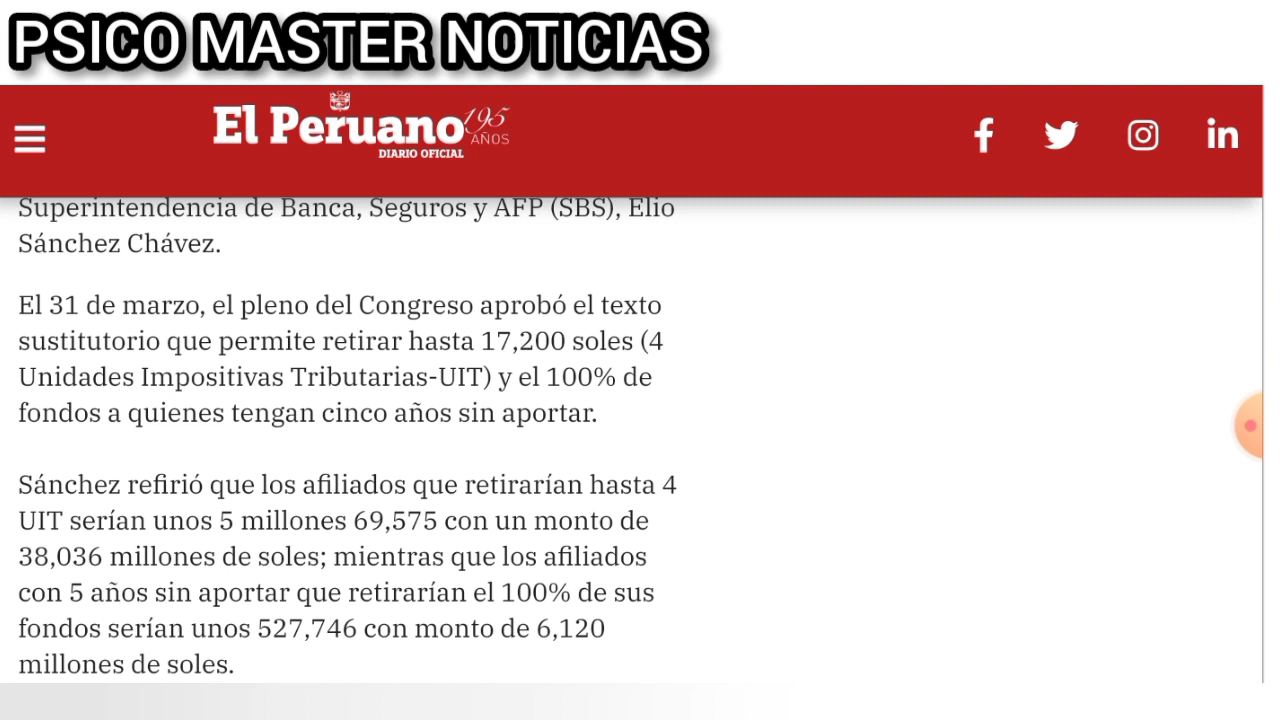 PSICO MASTER NOTICIAS
El Peruano 195 AÑOS
DIARIO OFICIAL
Superintendencia de Banca, Seguros y AFP (SBS), Elio
Sánchez Chávez.
El 31 de marzo, el pleno del Congreso aprobó el texto
sustitutorio que permite retirar hasta 17,200 soles (4
Unidades Impositivas Tributarias-UIT) y el 100% de
fondos a quienes tengan cinco años sin aportar.
Sánchez refirió que los afiliados que retirarían hasta 4
UIT serían unos 5 millones 69,575 con un monto de
38,036 millones de soles; mientras que los afiliados
con 5 años sin aportar que retirarían el 100% de sus
fondos serían unos 527,746 con monto de 6,120
millones de soles.